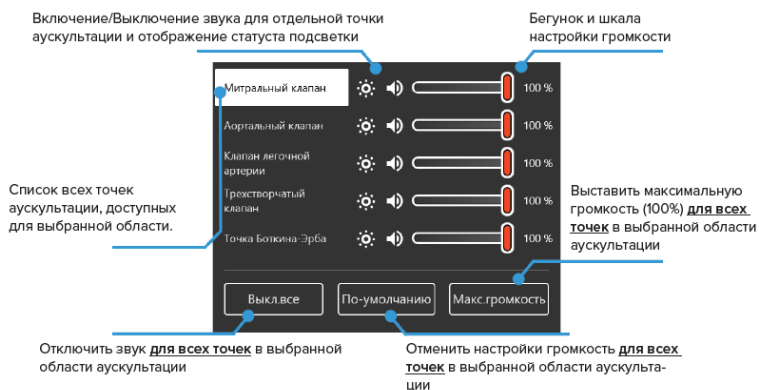 Включение/Выключение звука для отдельной точки
аускультации и отображение статуста подсветки
Бегунок и шкала
настройки громкости
Митральный клапан
100 %
Аортальный клапан
100 %
Клапан легочной
артерии
100 %
Трехстворчатый
клапан
100 %
Точка Боткина-Эрба
100 %
Список всех точек
аускультации, доступных
для выбранной области.
Выставить максимальную
громкость (100%) для всех
точек в выбранной области
аускультации
Выкл.все
По-умолчанию
Макс.громкость
Отключить звук для всех точек в выбранной
области аускультации
Отменить настройки громкость для всех
точек в выбранной области аускульта-
ции